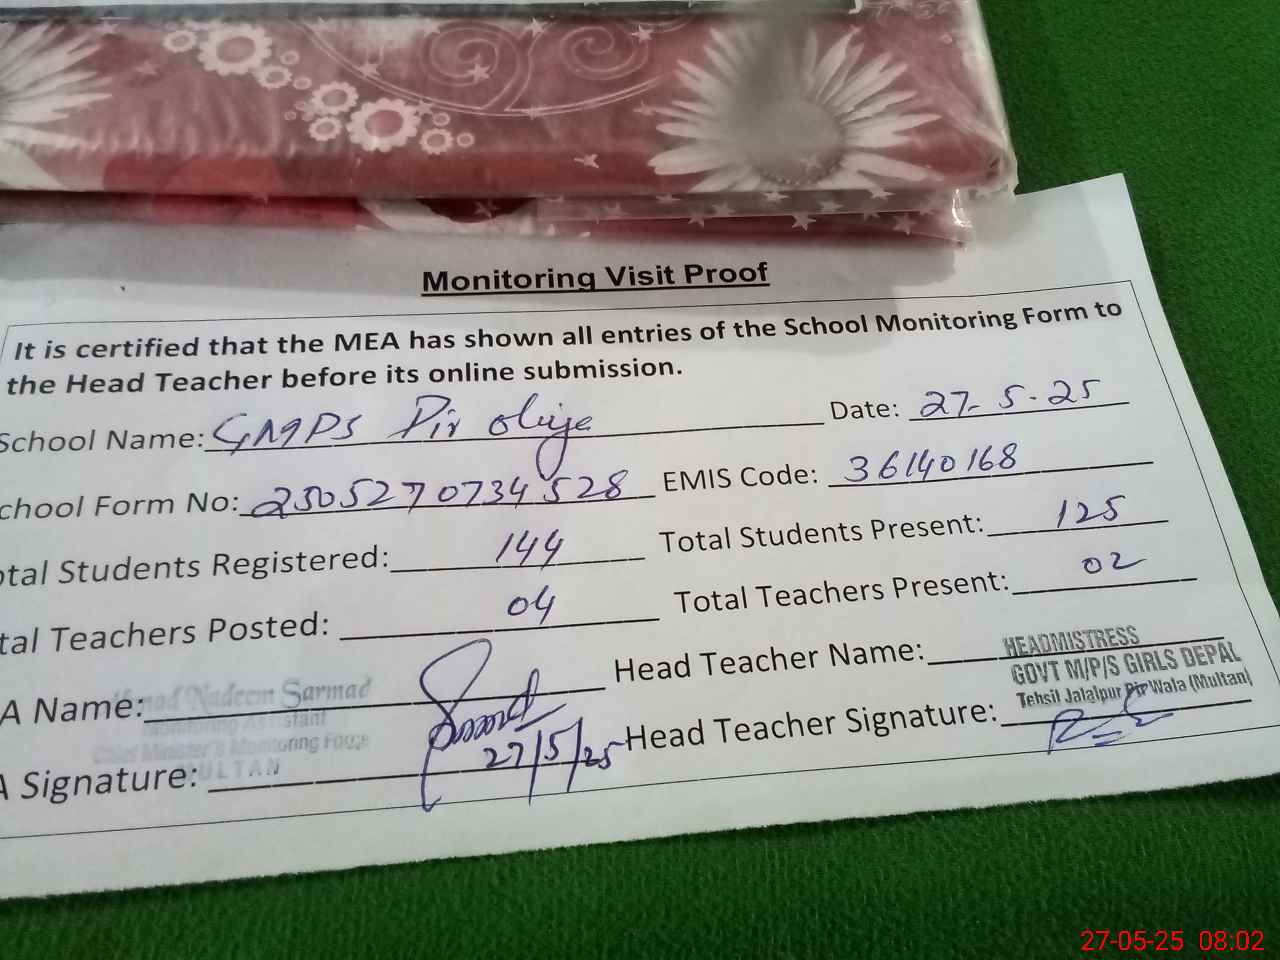 Monitoring Visit Proof
It is certified that the MEA has shown all entries of the School Monitoring Form to
the Head Teacher before its online submission.
School Name: GMPS Pir Date: 27-5-25
chool Form No: 2505270734528 EMIS Code: 36140168
otal Students Registered: 144 Total Students Present: 125
tal Teachers Posted: 04 Total Teachers Present: 02
A Name: Nadeem Sarmad Head Teacher Name: HEADMISTRESS
Monitoring Assistant GOVT M/P/S GIRLS DEPAL
Chief Minister's Monitoring Force Tehsil Jalalpur Pir Wala (Multan)
A Signature: MULTAN 27/5/25 Head Teacher Signature:
27-05-25 08:02